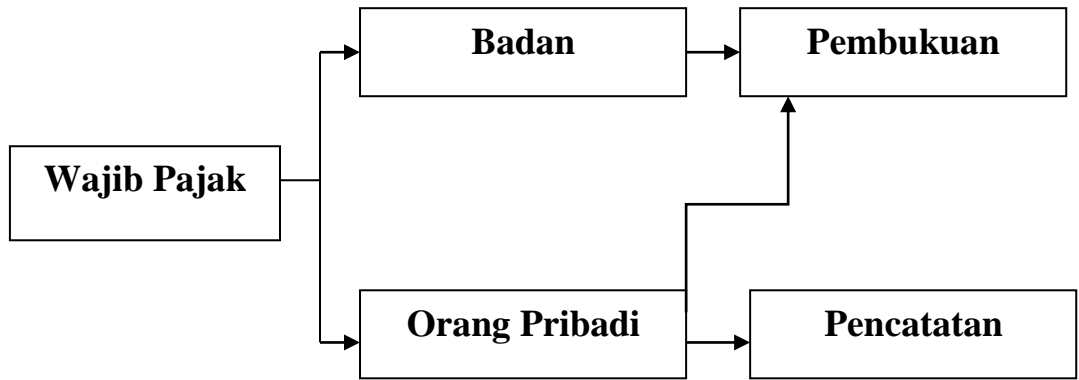 Badan
Pembukuan
Wajib Pajak
Orang Pribadi
Pencatatan